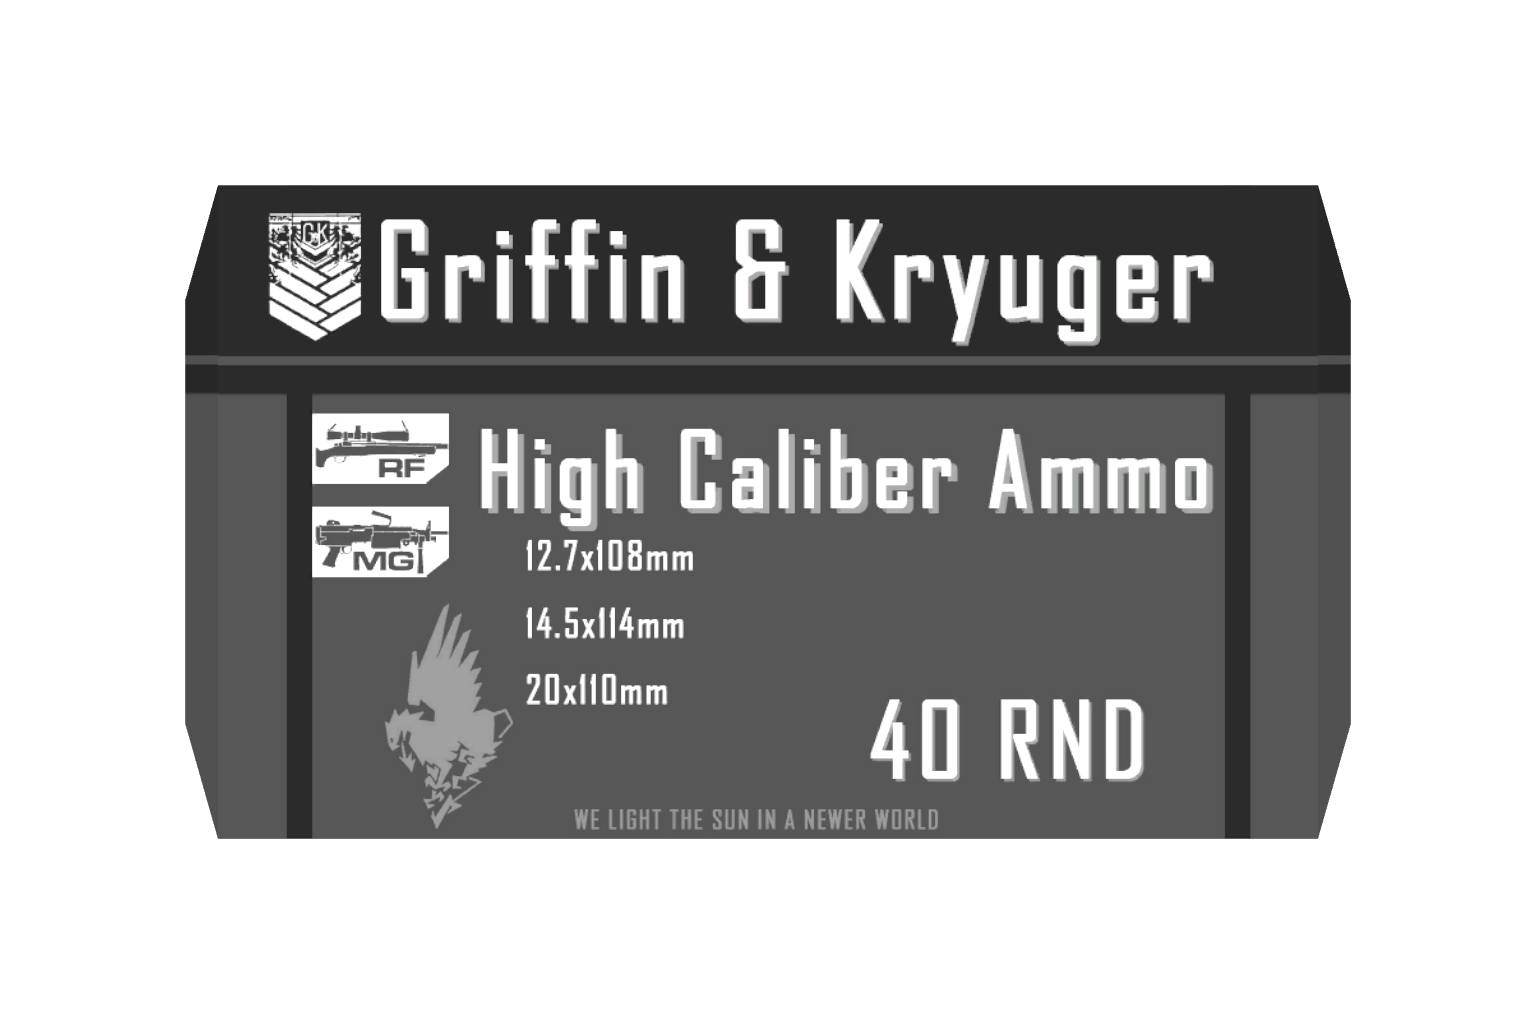 GK
Griffin & Kryuger
RF
High Caliber Ammo
MG
12.7x108mm
14.5x114mm
20x110mm
40 RND
WE LIGHT THE SUN IN A NEWER WORLD